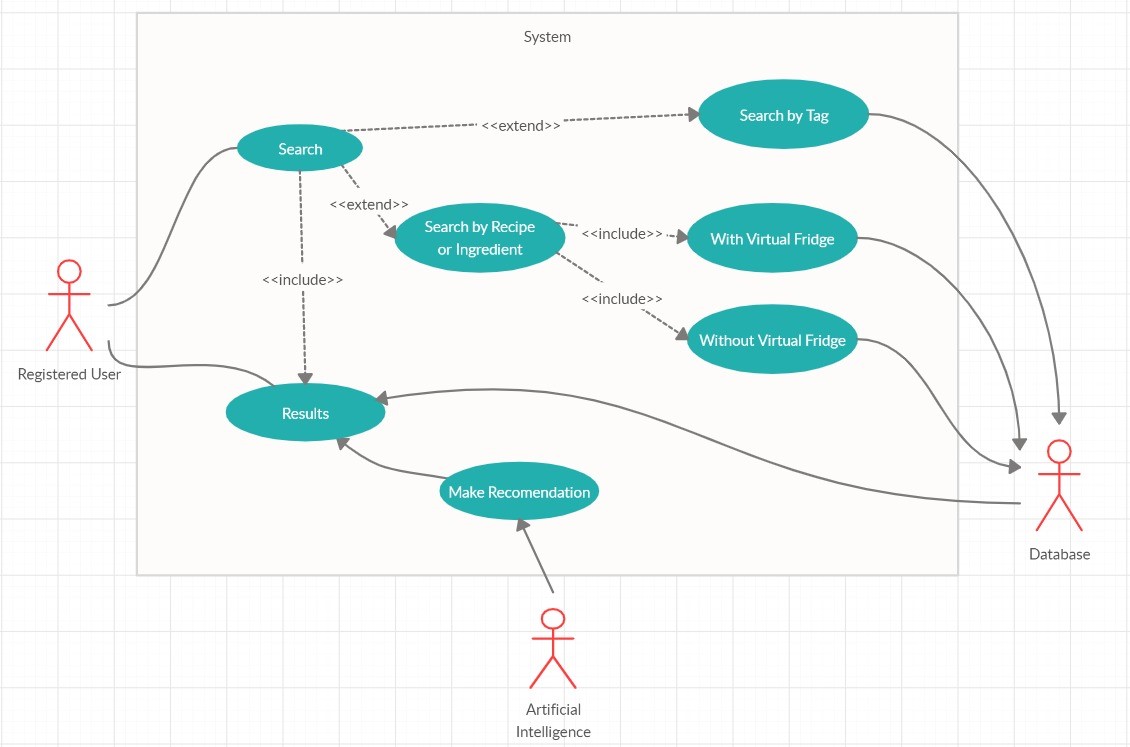 System
Search by Tag
<<extend>>
Search
<<extend>>
Search by Recipe
or Ingredient
<<include>>
With Virtual Fridge
<<include>>
<<include>>
Without Virtual Fridge
Registered User
Results
Make Recomendation
Database
Artificial
Intelligence